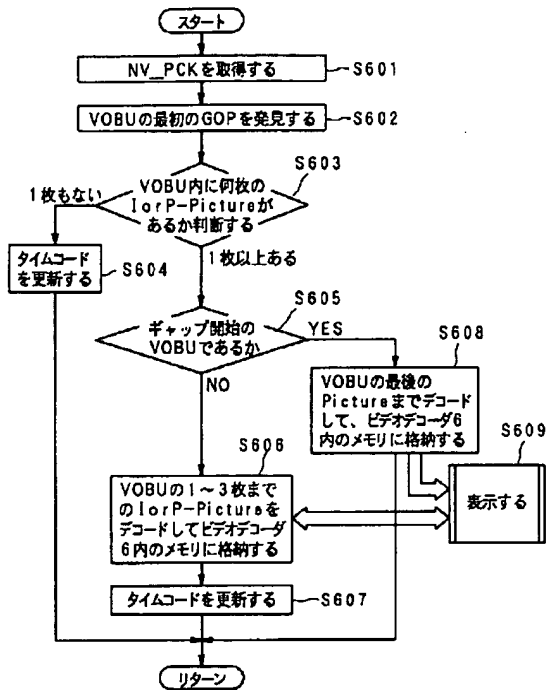 スタート
NV_PCKを取得する
S601
VOBUの最初のGOPを発見する
S602
S603
VOBU内に何枚の
IorP-Pictureが
あるか判断する
1枚もない
タイムコード
を更新する
S604
1枚以上ある
S605
ギャップ開始の
VOBUであるか
YES
NO
S608
VOBUの最後の
Pictureまでデコード
して、ビデオデコーダ6
内のメモリに格納する
S609
表示する
S606
VOBUの1～3枚まで
のIorP-Pictureを
デコードしてビデオデコーダ
6内のメモリに格納する
タイムコードを更新する
S607
リターン